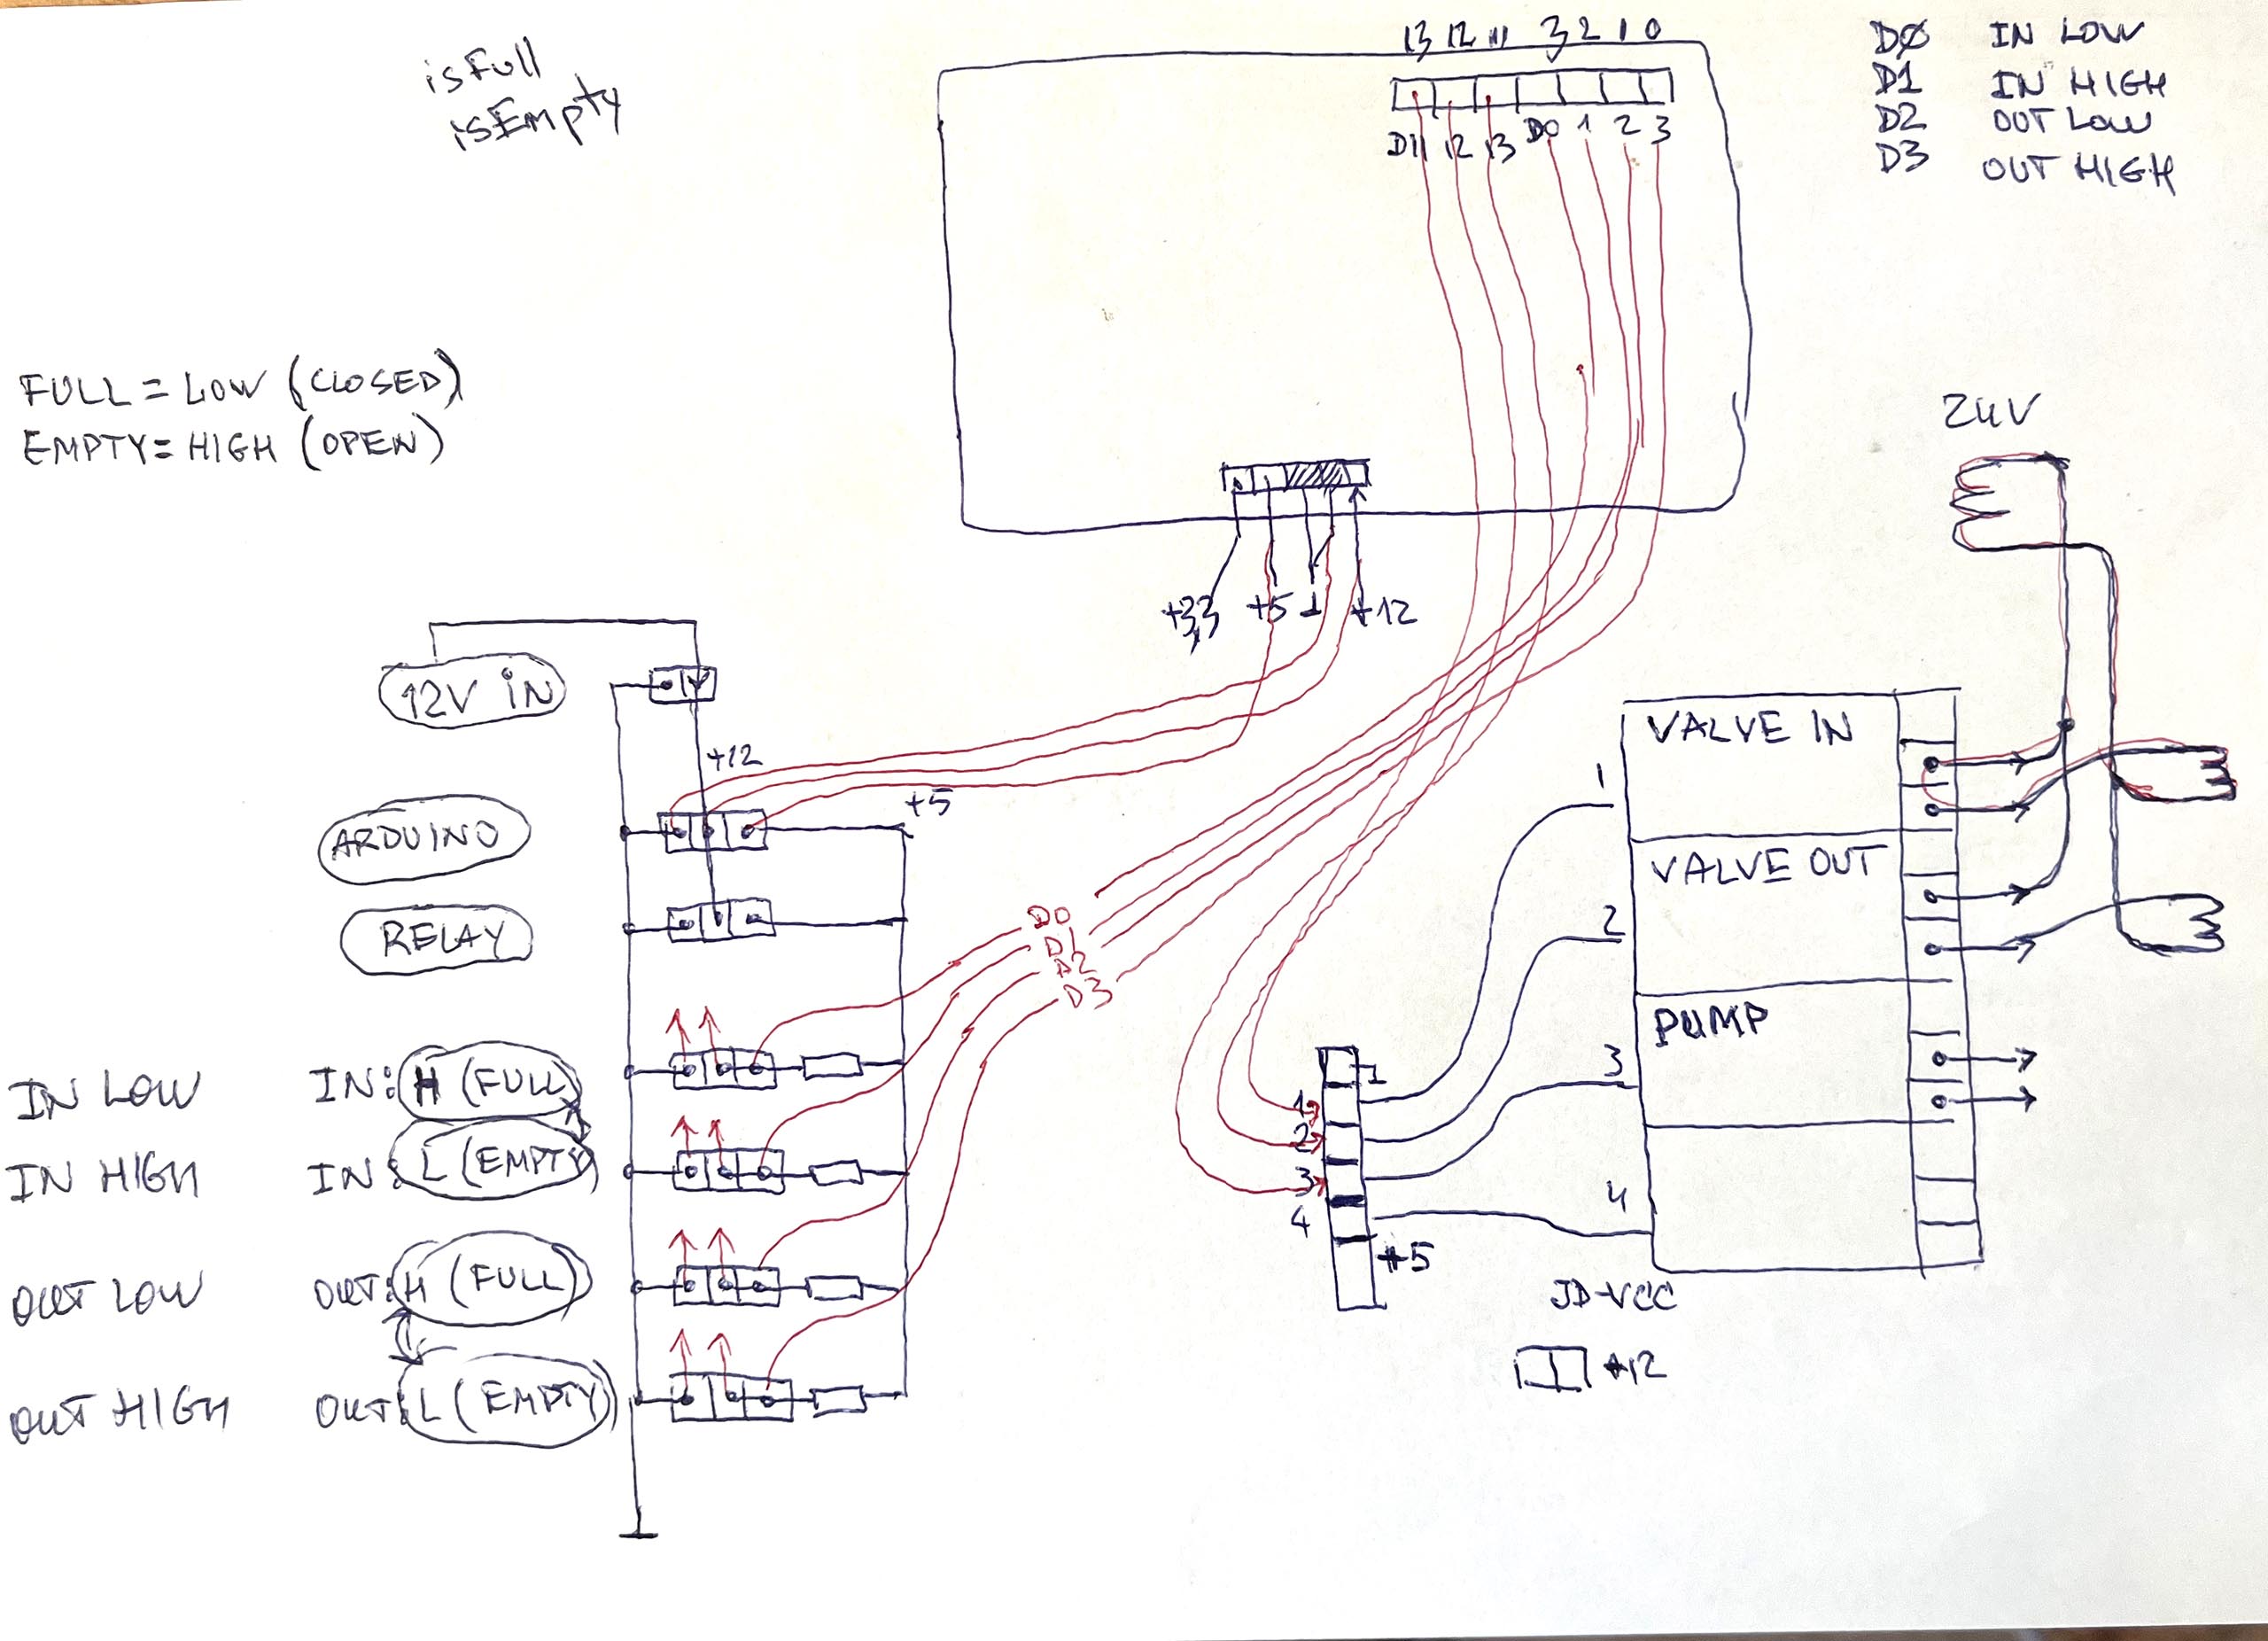 isFull
isEmpty
13 12 11 3 2 1 0
D11 12 13 D0 1 2 3
DØ IN LOW
D1 IN HIGH
D2 OUT LOW
D3 OUT HIGH
FULL = LOW (CLOSED)
EMPTY = HIGH (OPEN)
24V
+3,3 +5 ⊥ +12
12V IN
+12
+5
ARDUINO
RELAY
D0
D1
D2
D3
IN LOW IN: H (FULL)
IN HIGH IN: L (EMPTY)
OUT LOW OUT: H (FULL)
OUT HIGH OUT: L (EMPTY)
VALVE IN
VALVE OUT
PUMP
1
2
3
4
1
1
2
3
4
+5
JD-VCC
+12